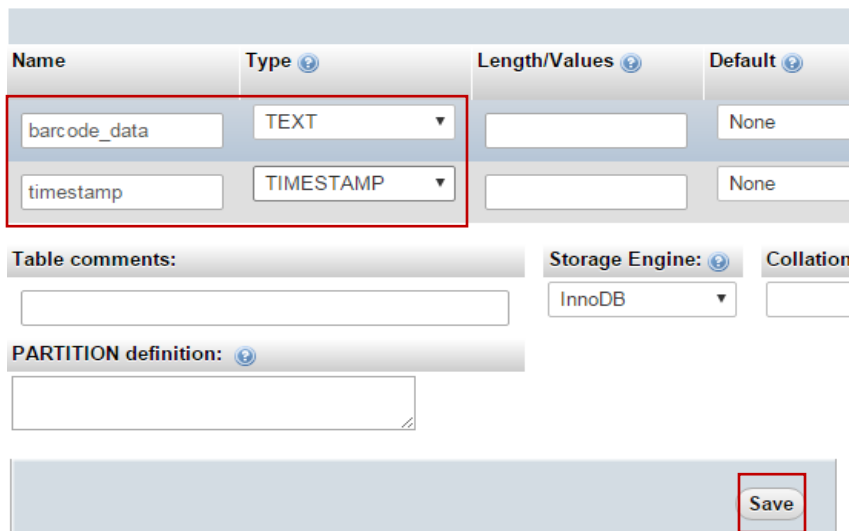 Name Type Length/Values Default
barcode_data TEXT None
timestamp TIMESTAMP None
Table comments: Storage Engine: Collation
InnoDB
PARTITION definition:
Save